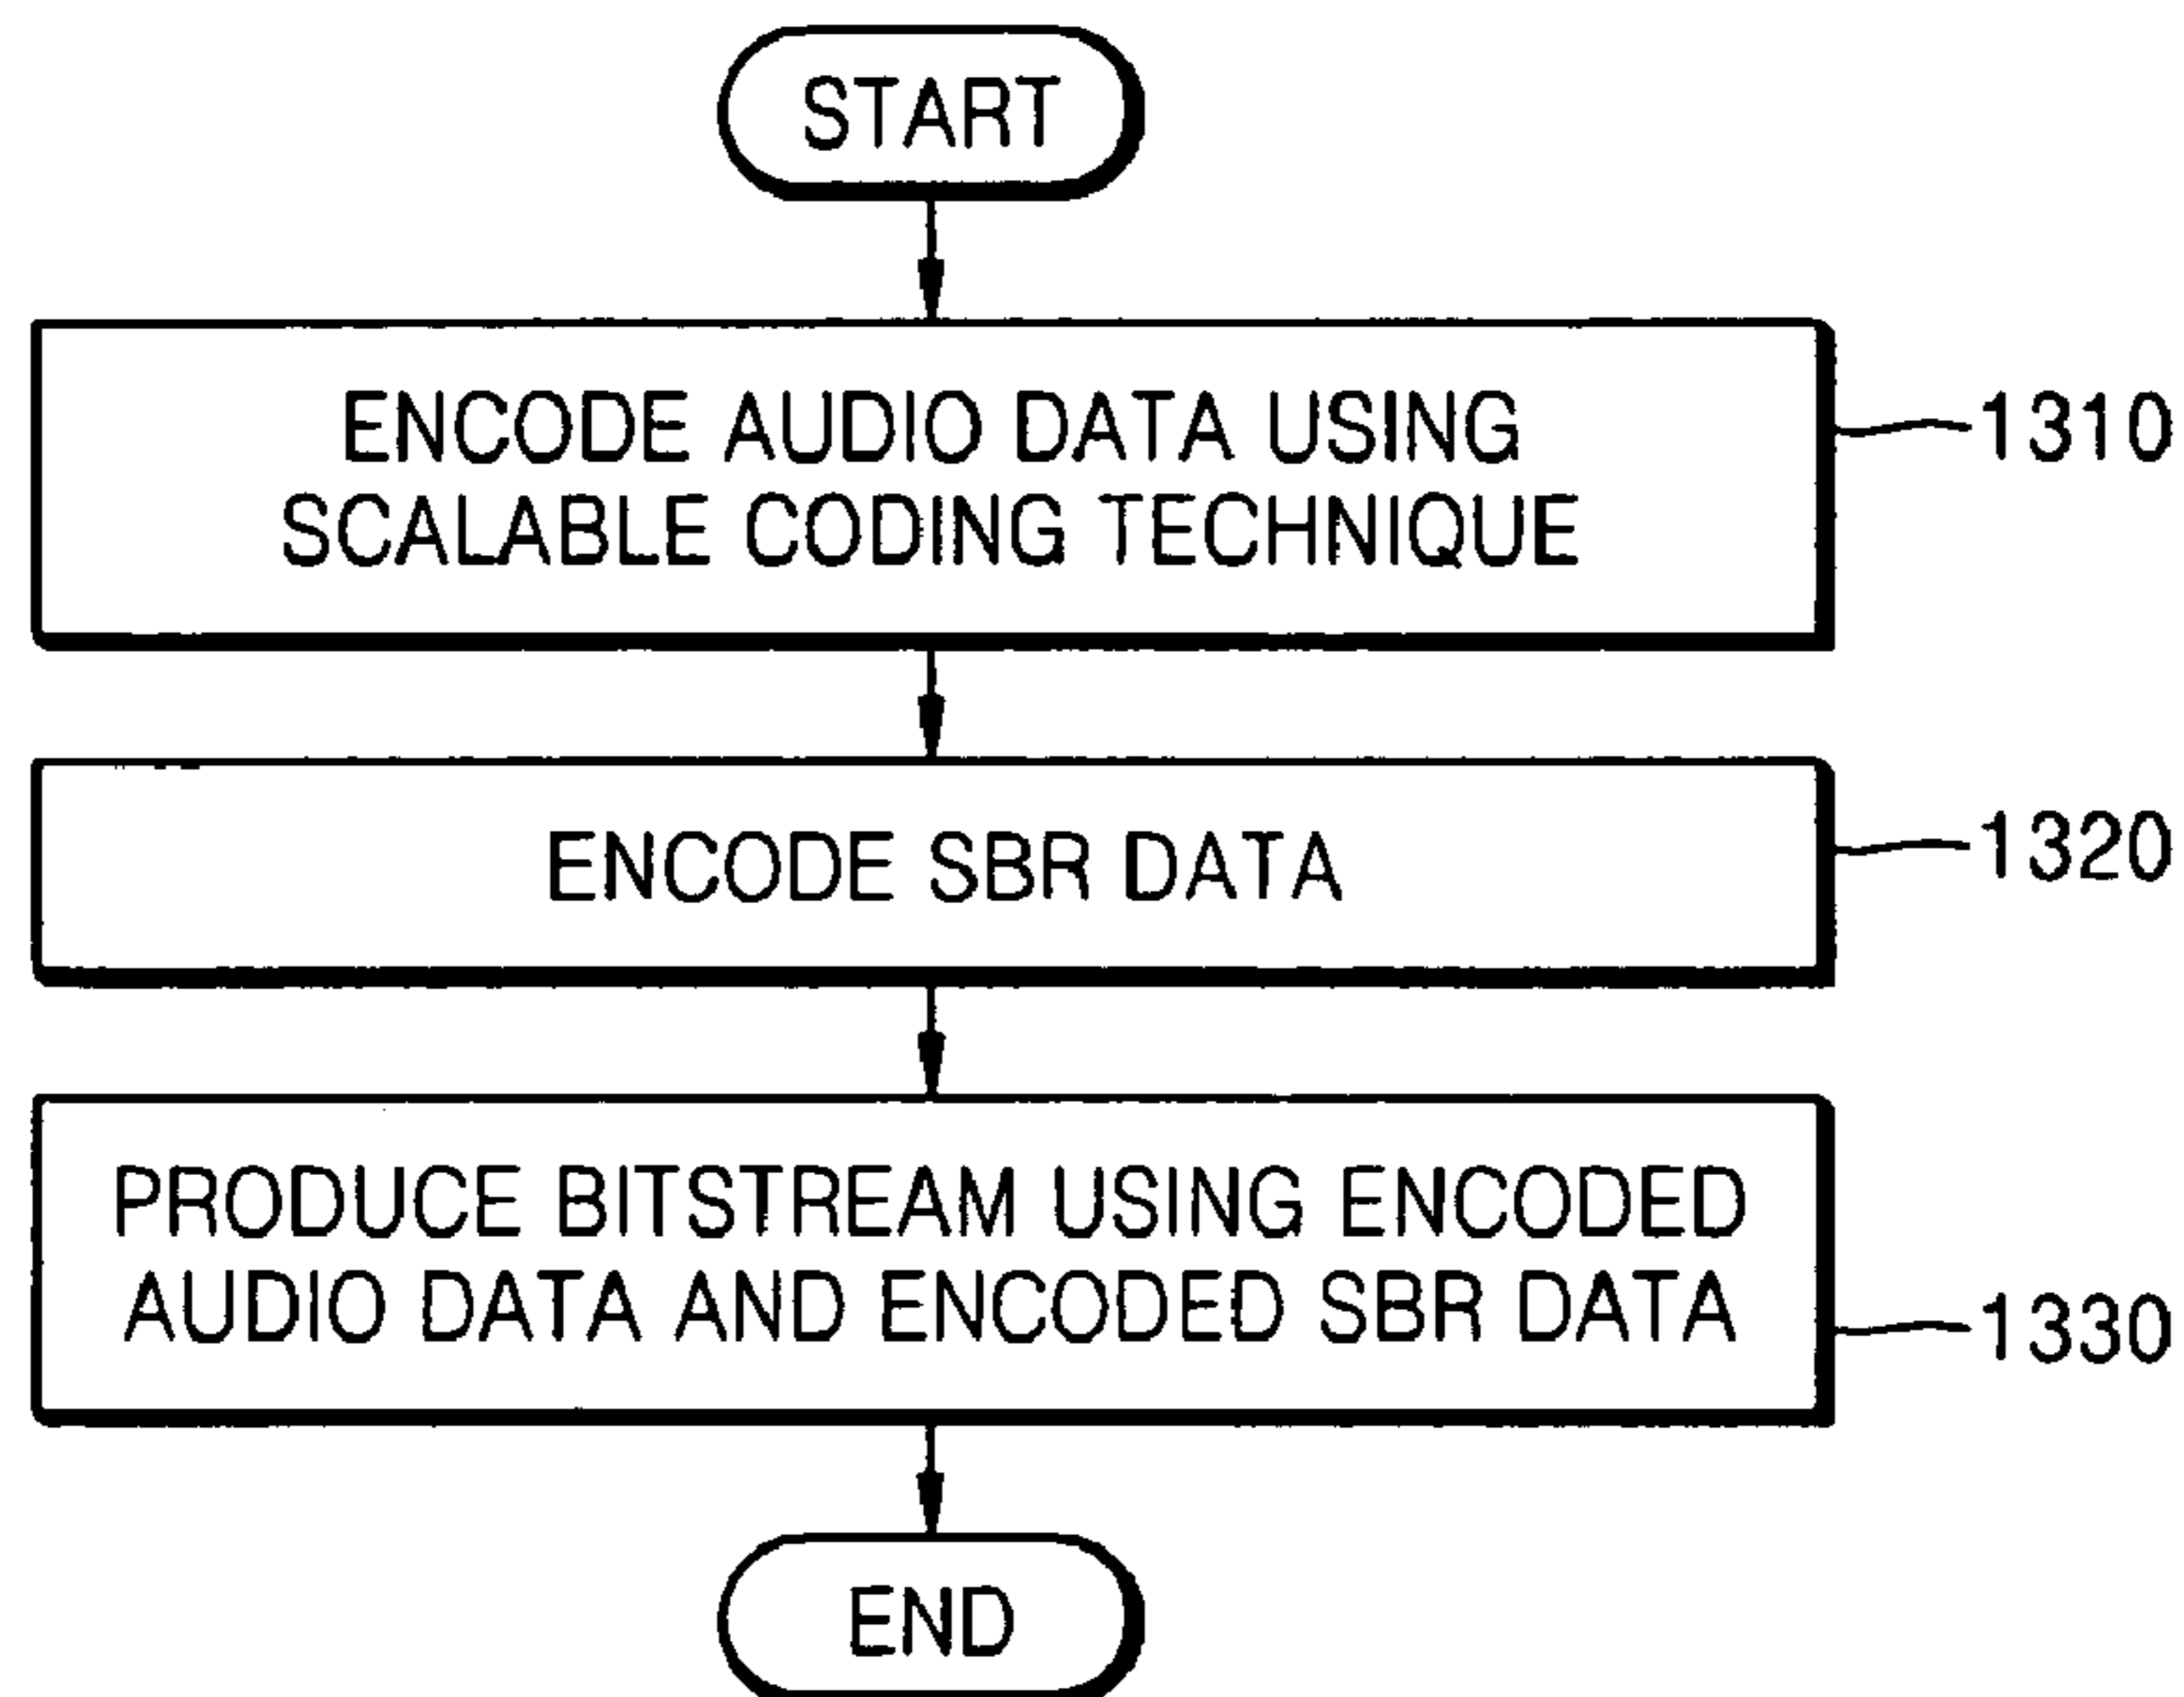 START
ENCODE AUDIO DATA USING
SCALABLE CODING TECHNIQUE
1310
ENCODE SBR DATA
1320
PRODUCE BITSTREAM USING ENCODED
AUDIO DATA AND ENCODED SBR DATA
1330
END